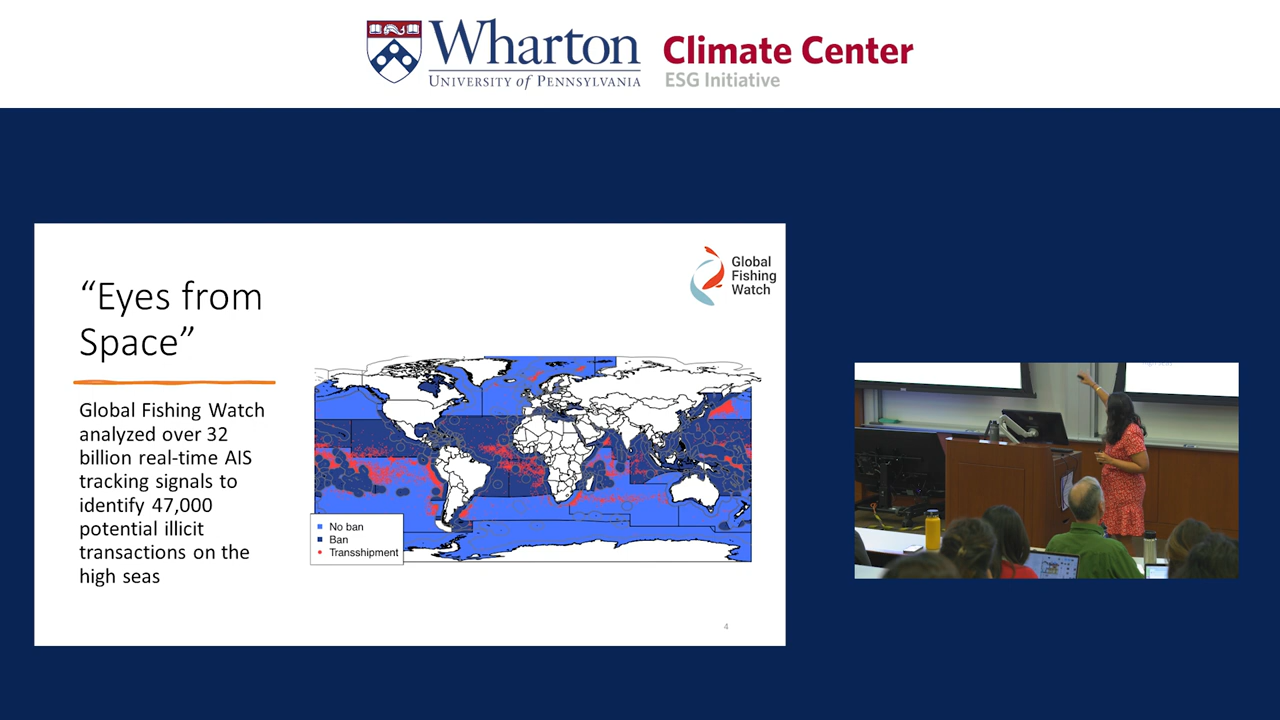 Wharton
UNIVERSITY of PENNSYLVANIA
Climate Center
ESG Initiative
“Eyes from
Space”
Global Fishing Watch
analyzed over 32
billion real-time AIS
tracking signals to
identify 47,000
potential illicit
transactions on the
high seas
Global
Fishing
Watch
No ban
Ban
Transshipment
4